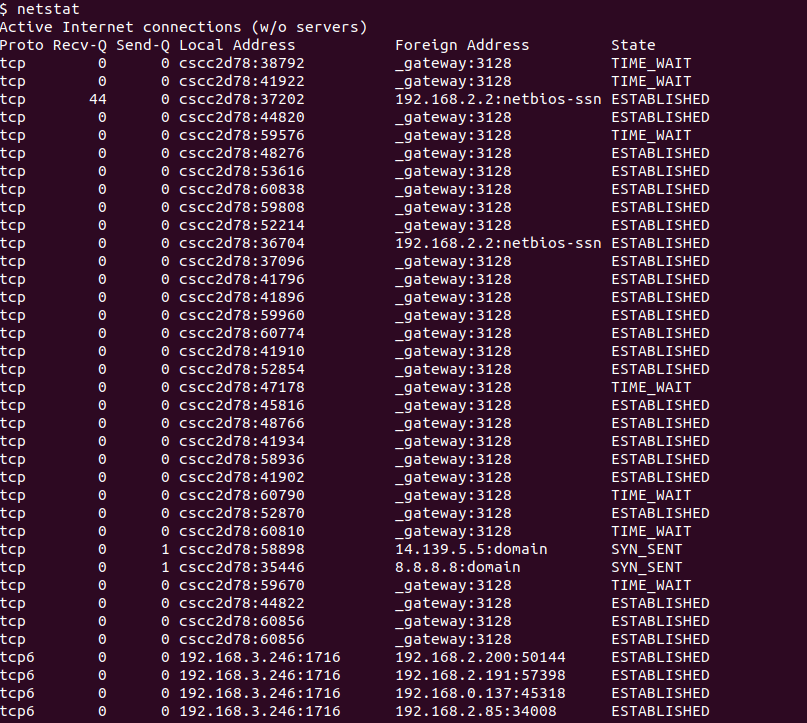 $ netstat
Active Internet connections (w/o servers)
Proto Recv-Q Send-Q Local Address           Foreign Address         State
tcp        0      0 cscc2d78:38792          _gateway:3128           TIME_WAIT
tcp        0      0 cscc2d78:41922          _gateway:3128           TIME_WAIT
tcp       44      0 cscc2d78:37202          192.168.2.2:netbios-ssn ESTABLISHED
tcp        0      0 cscc2d78:44820          _gateway:3128           ESTABLISHED
tcp        0      0 cscc2d78:59576          _gateway:3128           TIME_WAIT
tcp        0      0 cscc2d78:48276          _gateway:3128           ESTABLISHED
tcp        0      0 cscc2d78:53616          _gateway:3128           ESTABLISHED
tcp        0      0 cscc2d78:60838          _gateway:3128           ESTABLISHED
tcp        0      0 cscc2d78:59808          _gateway:3128           ESTABLISHED
tcp        0      0 cscc2d78:52214          _gateway:3128           ESTABLISHED
tcp        0      0 cscc2d78:36704          192.168.2.2:netbios-ssn ESTABLISHED
tcp        0      0 cscc2d78:37096          _gateway:3128           ESTABLISHED
tcp        0      0 cscc2d78:41796          _gateway:3128           ESTABLISHED
tcp        0      0 cscc2d78:41896          _gateway:3128           ESTABLISHED
tcp        0      0 cscc2d78:59960          _gateway:3128           ESTABLISHED
tcp        0      0 cscc2d78:60774          _gateway:3128           ESTABLISHED
tcp        0      0 cscc2d78:41910          _gateway:3128           ESTABLISHED
tcp        0      0 cscc2d78:52854          _gateway:3128           ESTABLISHED
tcp        0      0 cscc2d78:47178          _gateway:3128           TIME_WAIT
tcp        0      0 cscc2d78:45816          _gateway:3128           ESTABLISHED
tcp        0      0 cscc2d78:48766          _gateway:3128           ESTABLISHED
tcp        0      0 cscc2d78:41934          _gateway:3128           ESTABLISHED
tcp        0      0 cscc2d78:58936          _gateway:3128           ESTABLISHED
tcp        0      0 cscc2d78:41902          _gateway:3128           ESTABLISHED
tcp        0      0 cscc2d78:60790          _gateway:3128           TIME_WAIT
tcp        0      0 cscc2d78:52870          _gateway:3128           ESTABLISHED
tcp        0      0 cscc2d78:60810          _gateway:3128           TIME_WAIT
tcp        0      1 cscc2d78:58898          14.139.5.5:domain       SYN_SENT
tcp        0      1 cscc2d78:35446          8.8.8.8:domain          SYN_SENT
tcp        0      0 cscc2d78:59670          _gateway:3128           TIME_WAIT
tcp        0      0 cscc2d78:44822          _gateway:3128           ESTABLISHED
tcp        0      0 cscc2d78:60856          _gateway:3128           ESTABLISHED
tcp        0      0 cscc2d78:60856          _gateway:3128           ESTABLISHED
tcp6       0      0 192.168.3.246:1716      192.168.2.200:50144     ESTABLISHED
tcp6       0      0 192.168.3.246:1716      192.168.2.191:57398     ESTABLISHED
tcp6       0      0 192.168.3.246:1716      192.168.0.137:45318     ESTABLISHED
tcp6       0      0 192.168.3.246:1716      192.168.2.85:34008      ESTABLISHED